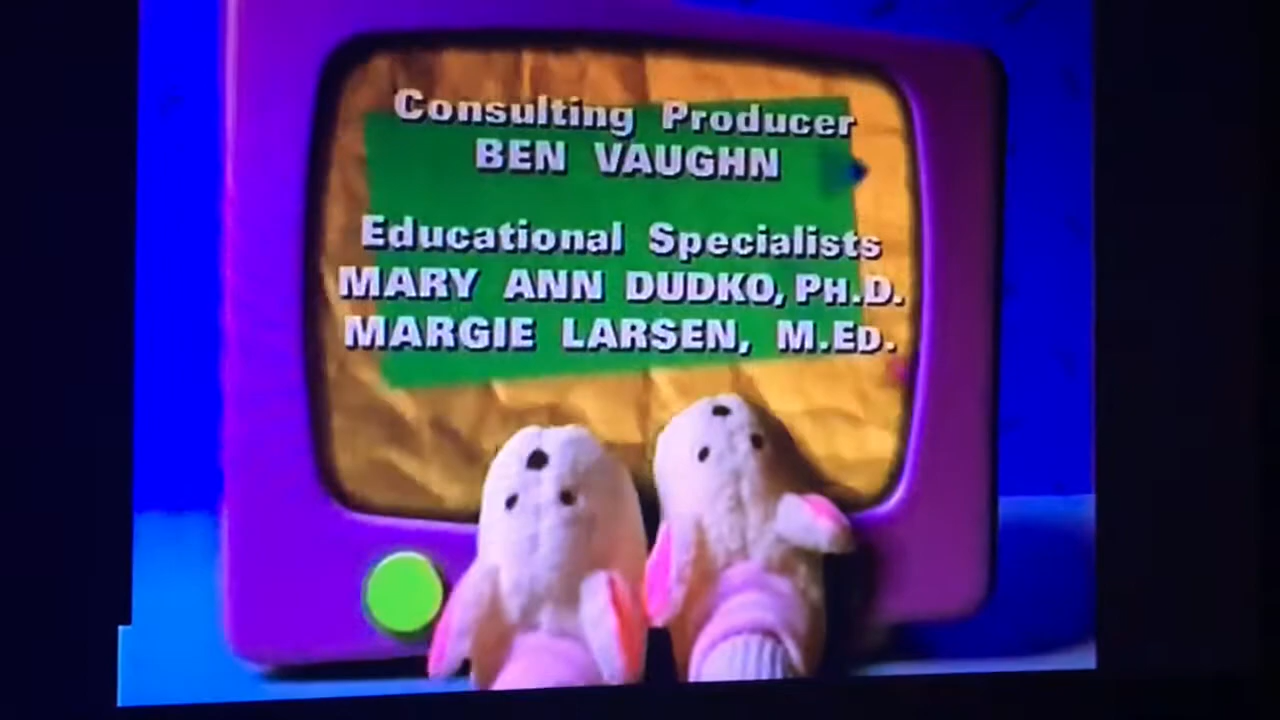 Consulting Producer
BEN VAUGHN
Educational Specialists
MARY ANN DUDKO, PH.D.
MARGIE LARSEN, M.ED.